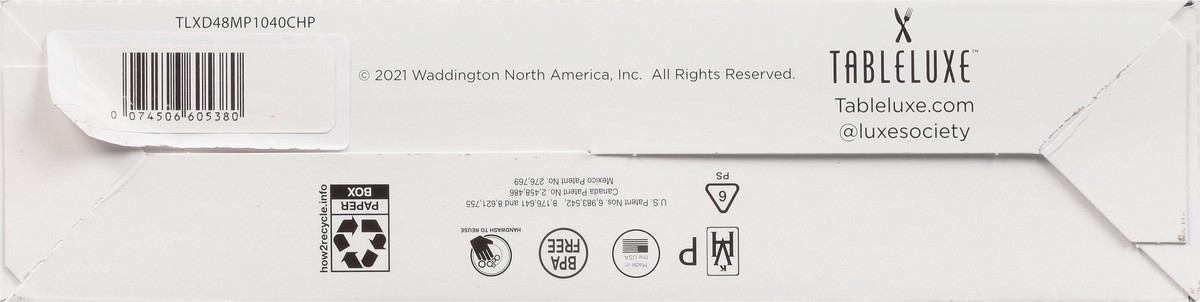 TLXD48MP1040CHP
0 074506 605380
© 2021 Waddington North America, Inc. All Rights Reserved.
TABLELUXE™
Tableluxe.com
@luxesociety
6
PS
U.S. Patent Nos. 6,983,542, 8,176,641 and 8,621,755
Canada Patent No. 2,458,486
Mexico Patent No. 276,769
K
P
Made in
the USA
BPA
FREE
HANDWASH TO REUSE
PAPER
BOX
how2recycle.info